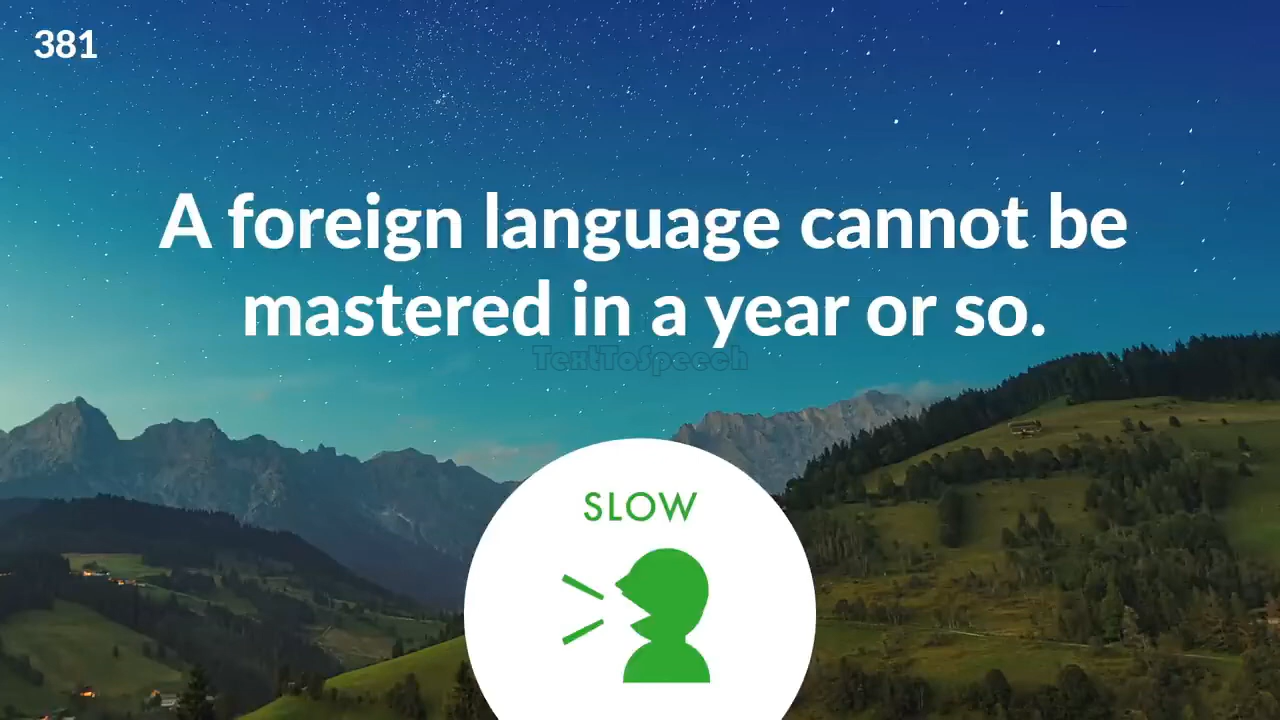 381
A foreign language cannot be
mastered in a year or so.
TextToSpeech
SLOW